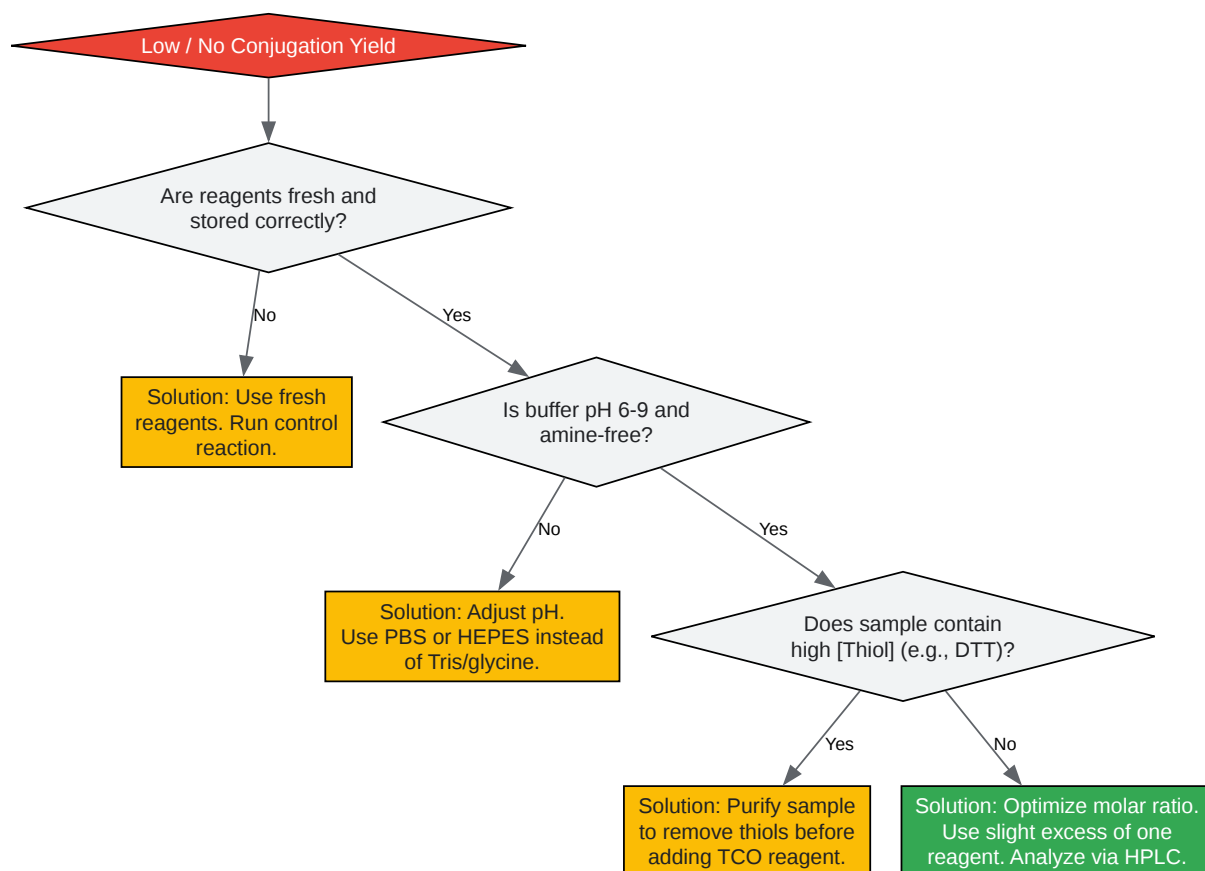 Low / No Conjugation Yield
Are reagents fresh and
stored correctly?
No
Yes
Solution: Use fresh
reagents. Run control
reaction.
Is buffer pH 6-9 and
amine-free?
No
Yes
Solution: Adjust pH.
Use PBS or HEPES instead
of Tris/glycine.
Does sample contain
high [Thiol] (e.g., DTT)?
Yes
No
Solution: Purify sample
to remove thiols before
adding TCO reagent.
Solution: Optimize molar ratio.
Use slight excess of one
reagent. Analyze via HPLC.